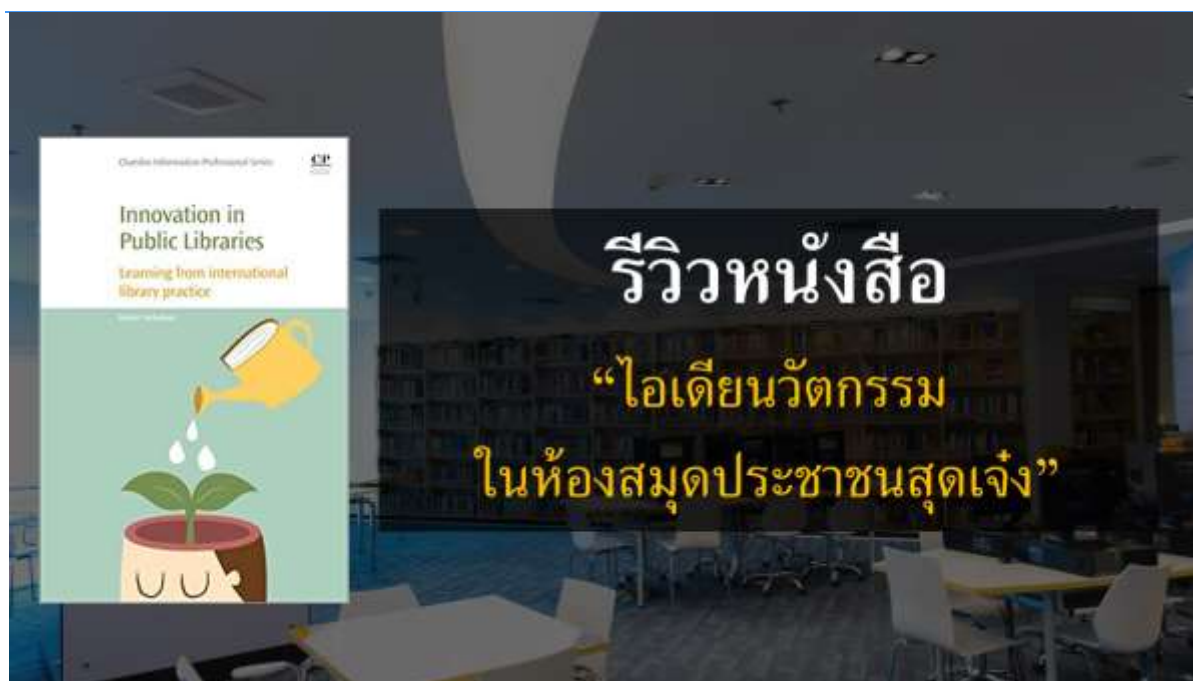 Chandos Information Professional Series
CP
Innovation in
Public Libraries
Learning from international
library practice
รีวิวหนังสือ
“ไอเดียนวัตกรรม
ในห้องสมุดประชาชนสุดเจ๋ง”